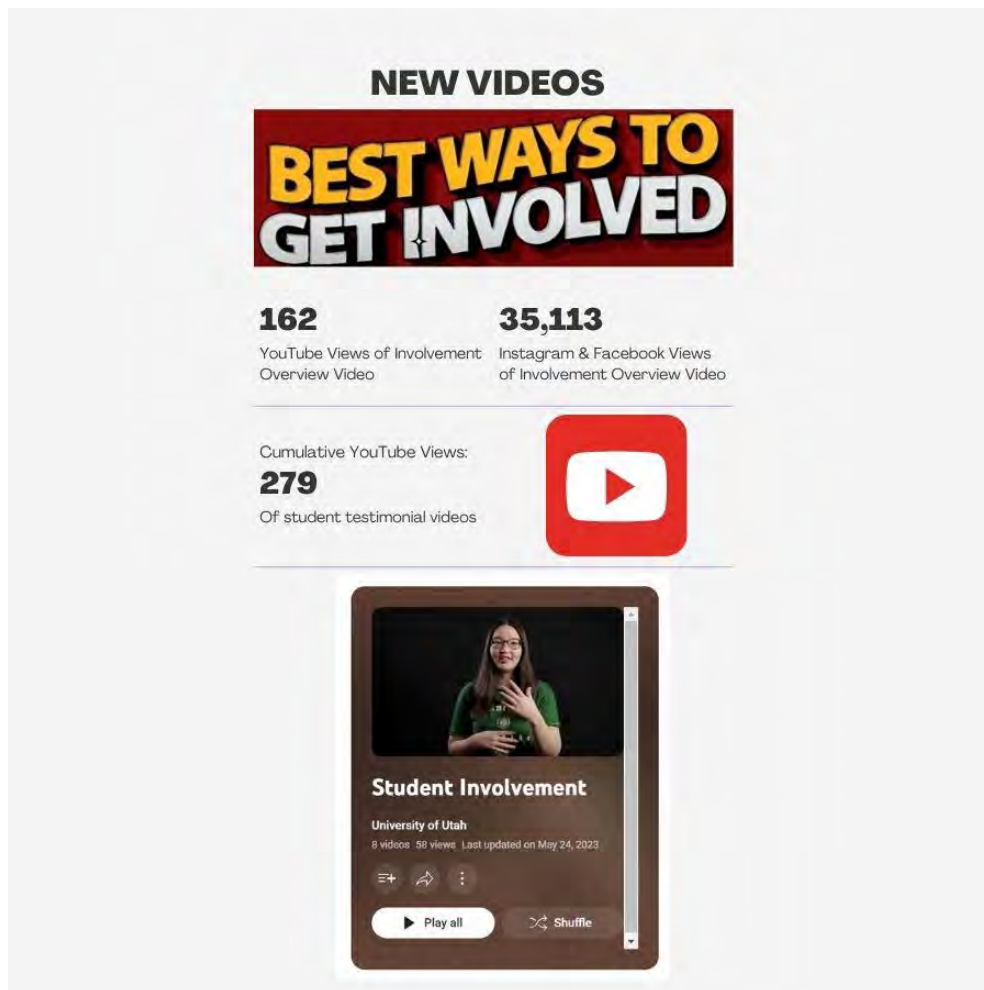 NEW VIDEOS
BEST WAYS TO
GET INVOLVED
162
YouTube Views of Involvement
Overview Video
35,113
Instagram & Facebook Views
of Involvement Overview Video
Cumulative YouTube Views:
279
Of student testimonial videos
Student Involvement
University of Utah
8 videos 58 views Last updated on May 24, 2023
Play all
Shuffle